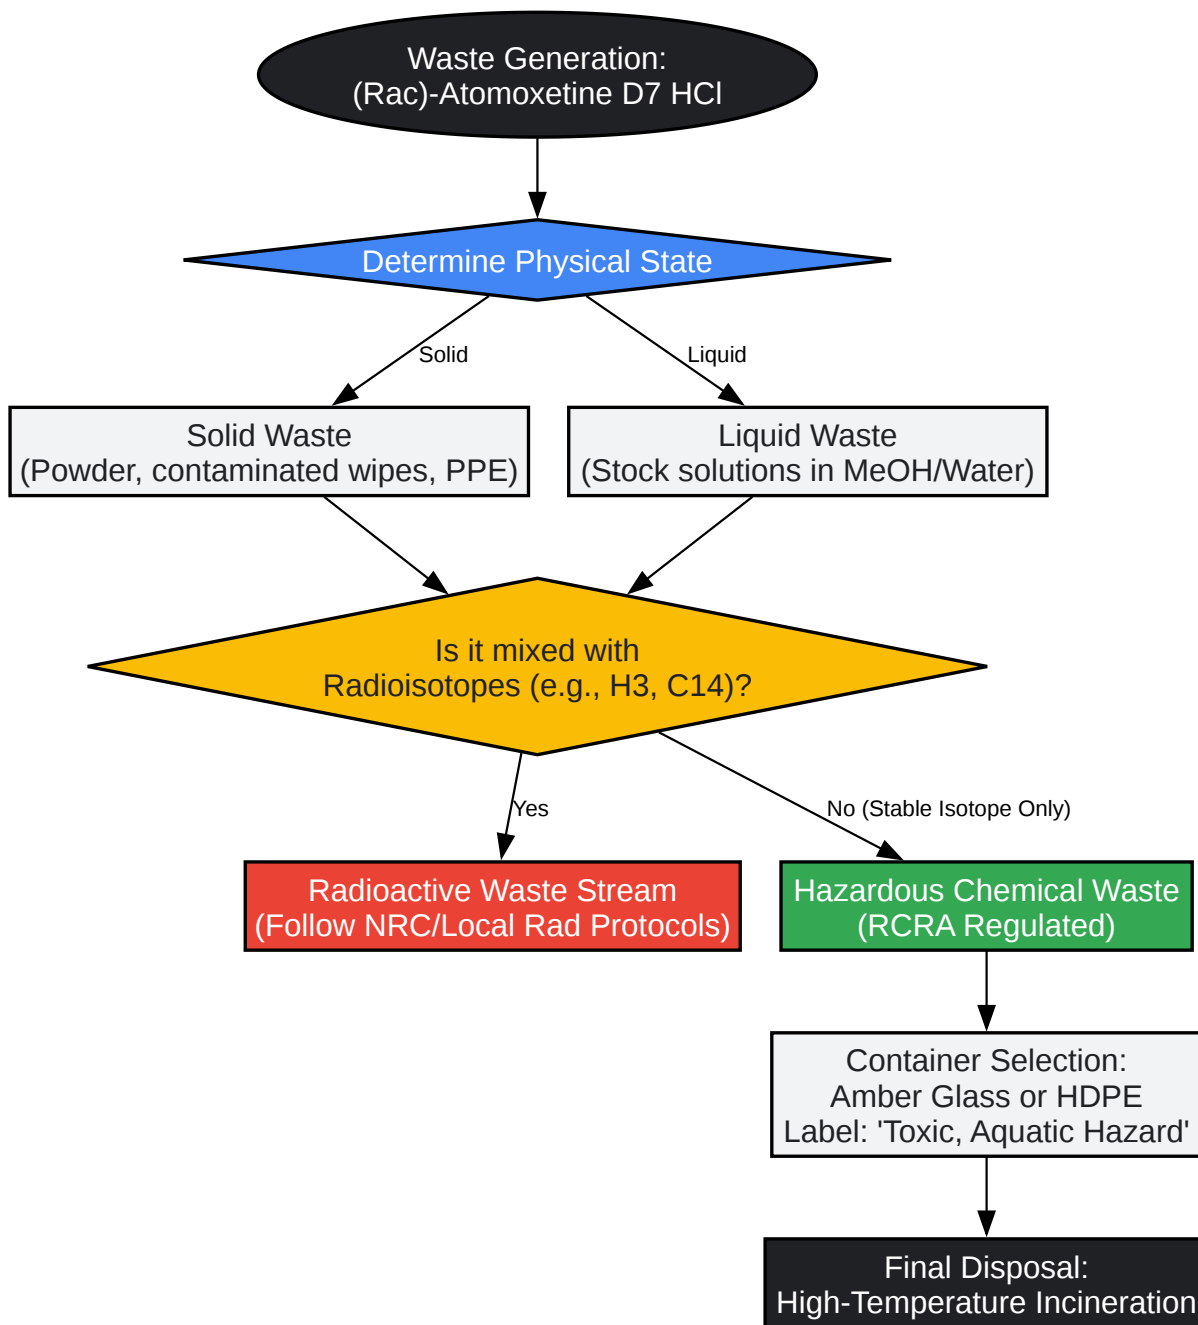 Waste Generation:
(Rac)-Atomoxetine D7 HCl
Determine Physical State
Solid
Liquid
Solid Waste
(Powder, contaminated wipes, PPE)
Liquid Waste
(Stock solutions in MeOH/Water)
Is it mixed with
Radioisotopes (e.g., H3, C14)?
Yes
No (Stable Isotope Only)
Radioactive Waste Stream
(Follow NRC/Local Rad Protocols)
Hazardous Chemical Waste
(RCRA Regulated)
Container Selection:
Amber Glass or HDPE
Label: 'Toxic, Aquatic Hazard'
Final Disposal:
High-Temperature Incineration